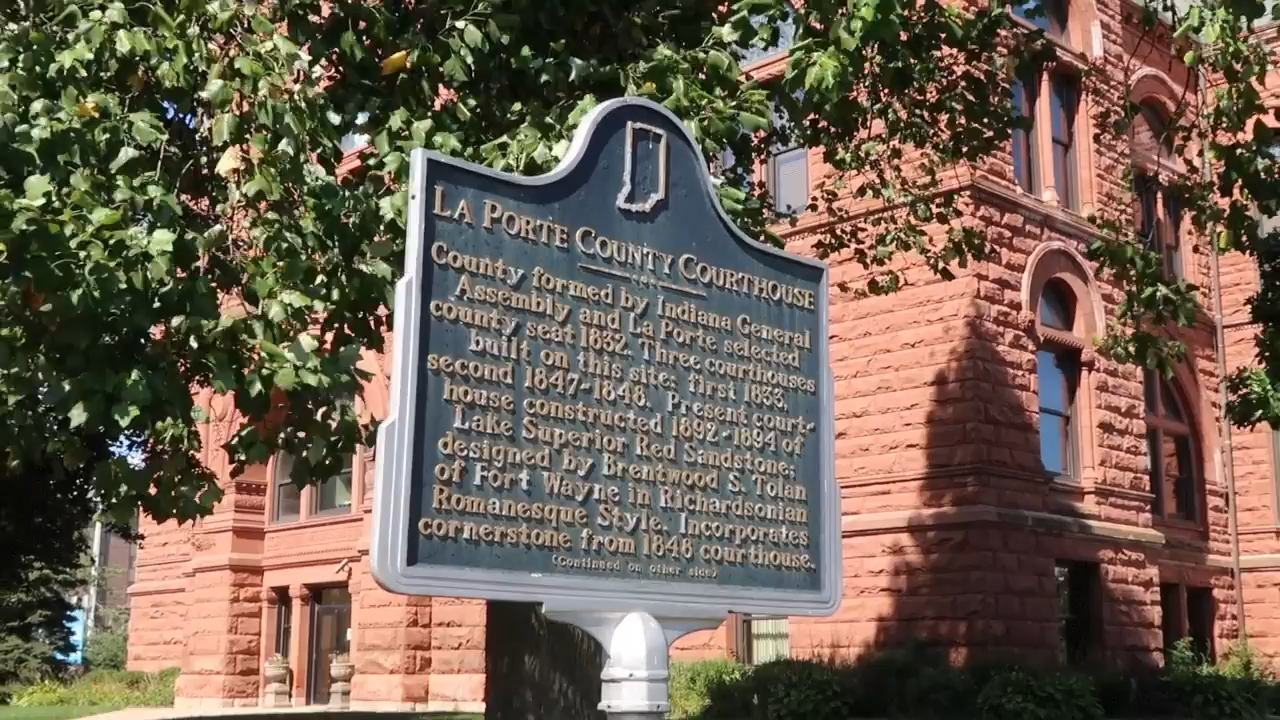 LA PORTE COUNTY COURTHOUSE
County formed by Indiana General
Assembly and La Porte selected
county seat 1832. Three courthouses
built on this site: first 1833,
second 1847-1848. Present court-
house constructed 1892-1894 of
Lake Superior Red Sandstone;
designed by Brentwood S. Tolan
of Fort Wayne in Richardsonian
Romanesque Style. Incorporates
cornerstone from 1848 courthouse.
(Continued on other side)